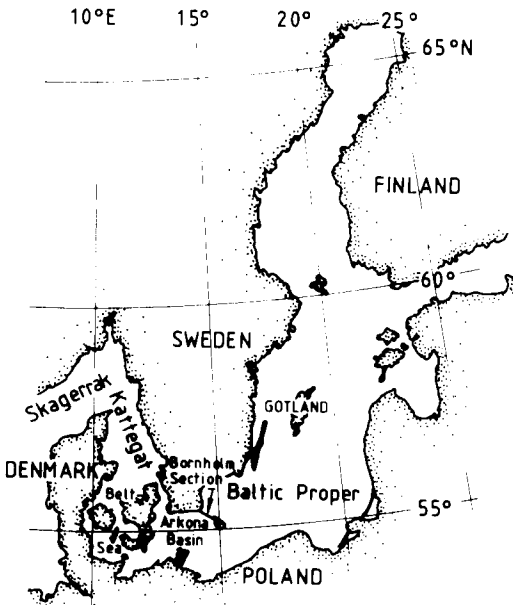 10°E 15° 20° 25°
65°N
FINLAND
60°
SWEDEN
Skagerrak
Kattegat
GOTLAND
DENMARK
Bornholm
Section
Belt
Baltic Proper
55°
Arkona
Basin
Sea
POLAND